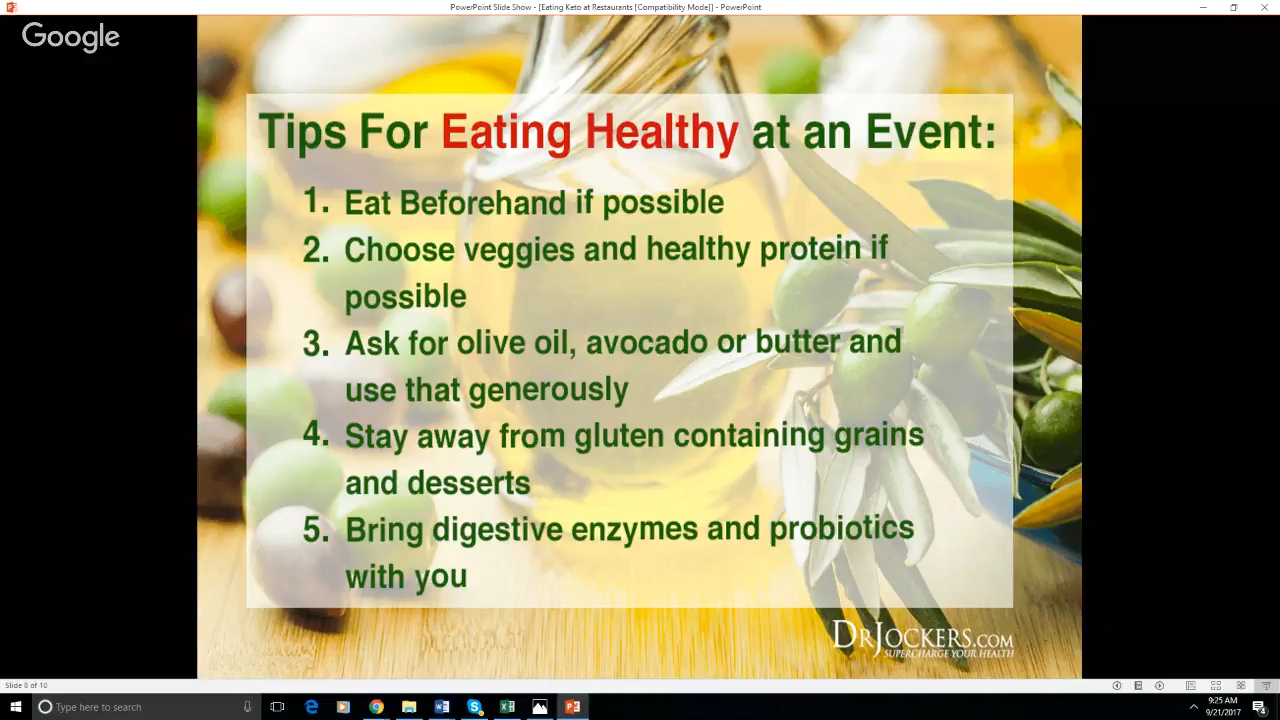 PowerPoint Slide Show - [Eating Keto at Restaurants [Compatibility Mode]] - PowerPoint
Google
Tips For Eating Healthy at an Event:
1. Eat Beforehand if possible
2. Choose veggies and healthy protein if
possible
3. Ask for olive oil, avocado or butter and
use that generously
4. Stay away from gluten containing grains
and desserts
5. Bring digestive enzymes and probiotics
with you
DRJOCKERS.COM
SUPERCHARGE YOUR HEALTH
Slide 8 of 10
Type here to search
9:25 AM
9/21/2017